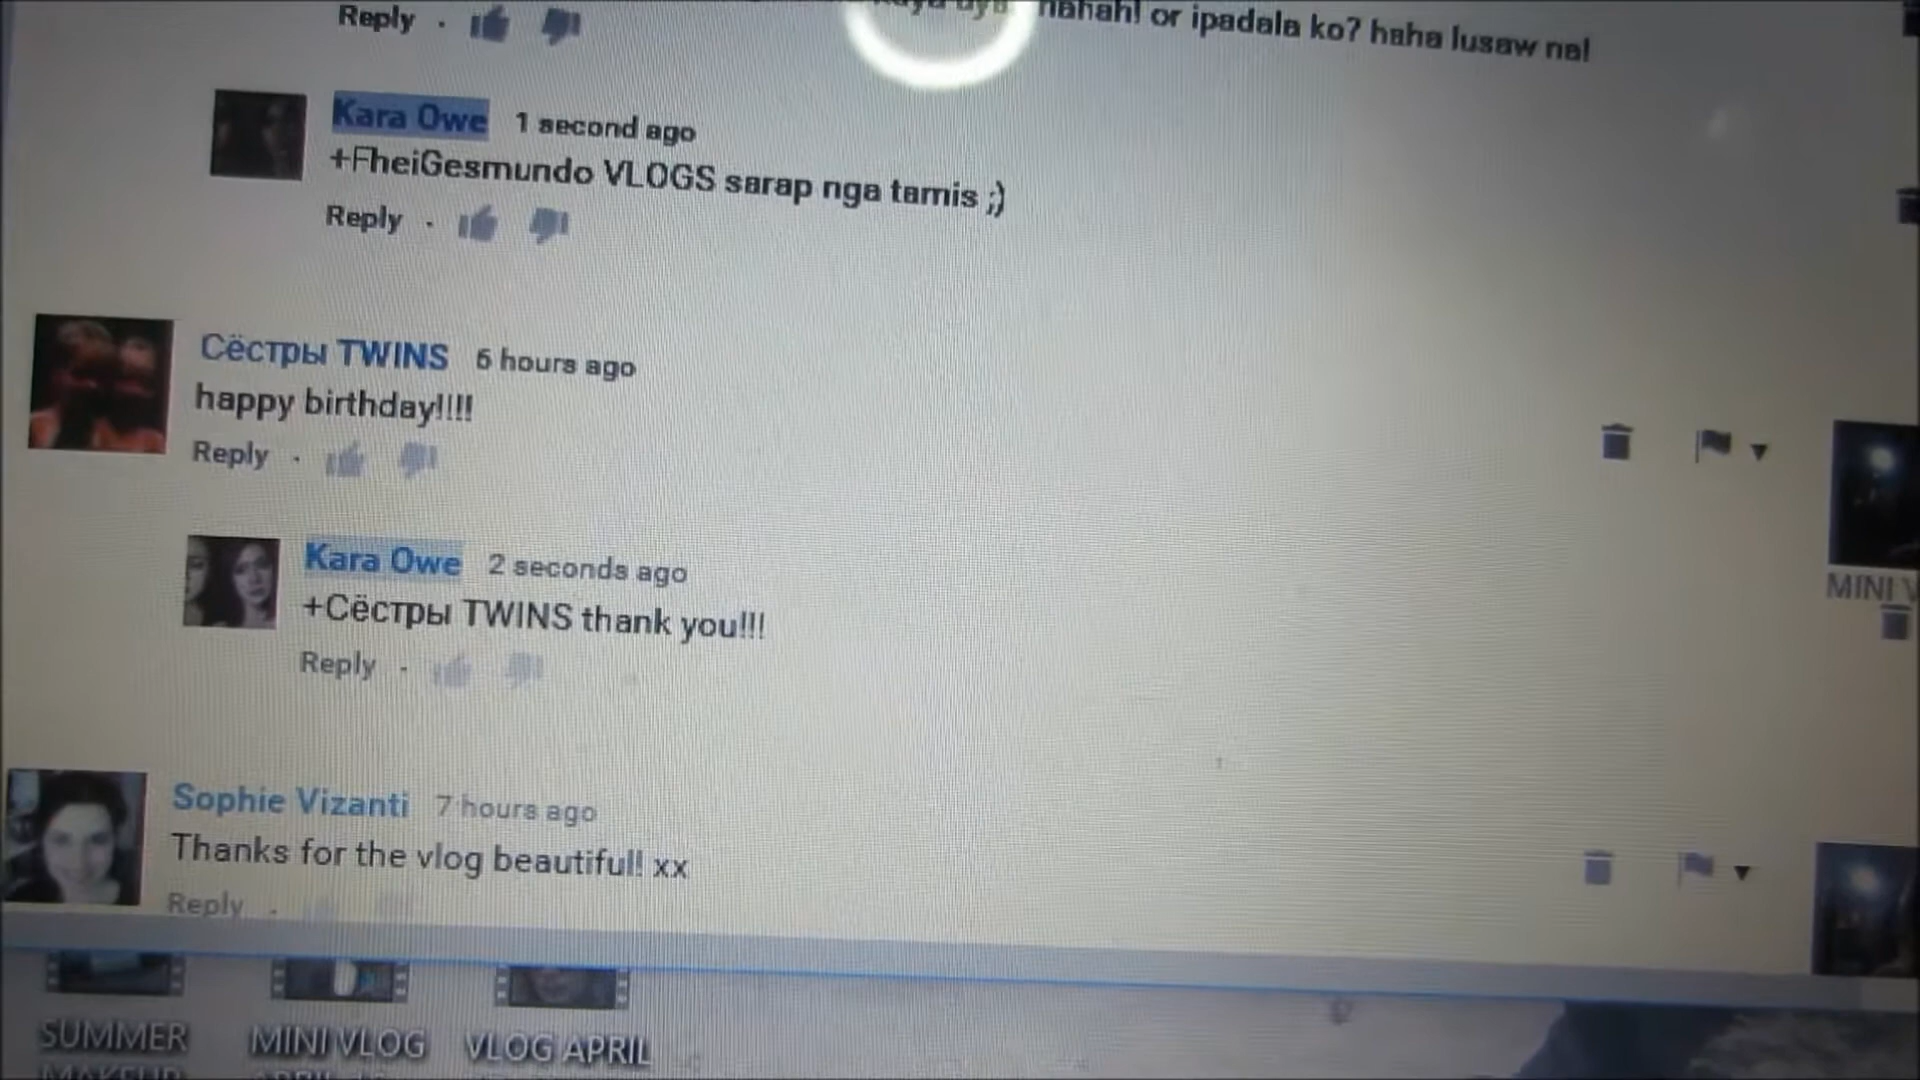 hahah! or ipadala ko? haha lusaw na!
Reply .
Kara Owe 1 second ago
+FheiGesmundo VLOGS sarap nga tamis ;)
Reply .
Сёстры TWINS 6 hours ago
happy birthday!!!!
Reply .
Kara Owe 2 seconds ago
+Сёстры TWINS thank you!!!
Reply .
MINI V
Sophie Vizanti 7 hours ago
Thanks for the vlog beautiful! xx
Reply .
SUMMER
MAKEUP
MINI VLOG
VLOG APRIL